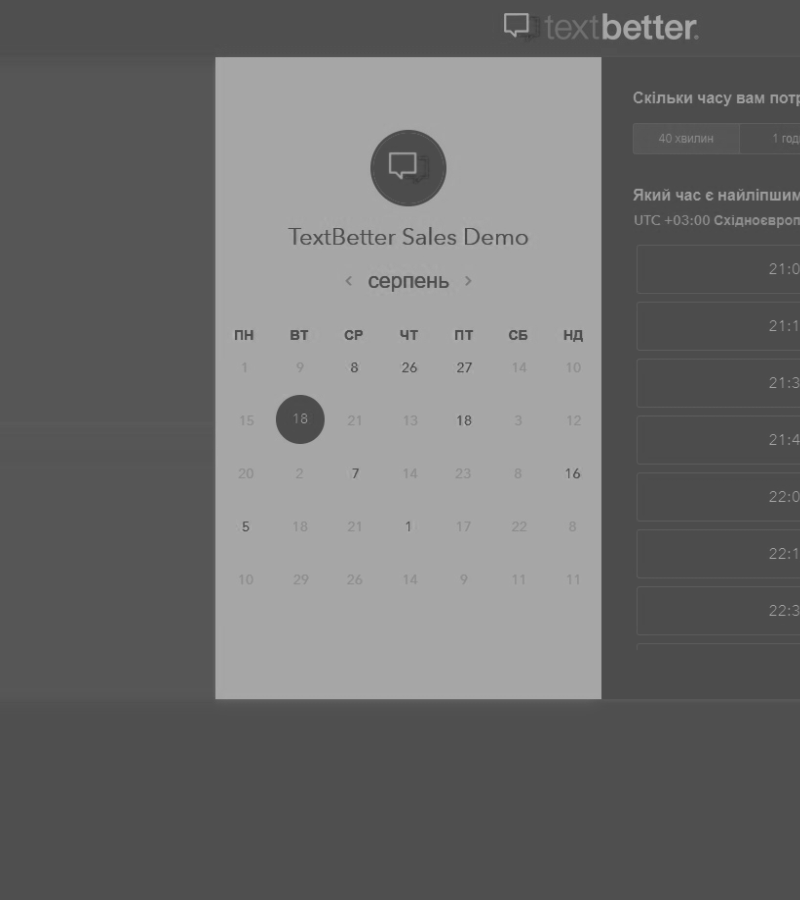 textbetter.
TextBetter Sales Demo
< серпень >
ПН ВТ СР ЧТ ПТ СБ НД
1 9 8 26 27 14 10
15 18 21 13 18 3 12
20 2 7 14 23 8 16
5 18 21 1 17 22 8
10 29 26 14 9 11 11
Скільки часу вам потр
40 хвилин 1 год
Який час є найліпшим
UTC +03:00 Східноєвроп
21:0
21:1
21:3
21:4
22:0
22:1
22:3